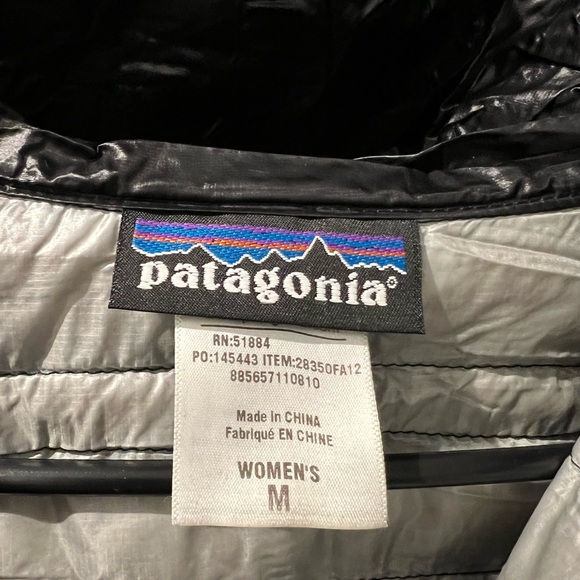 patagonia®
RN:51884
PO:145443 ITEM:28350FA12
885657110810
Made in CHINA
Fabriqué EN CHINE
WOMEN'S
M